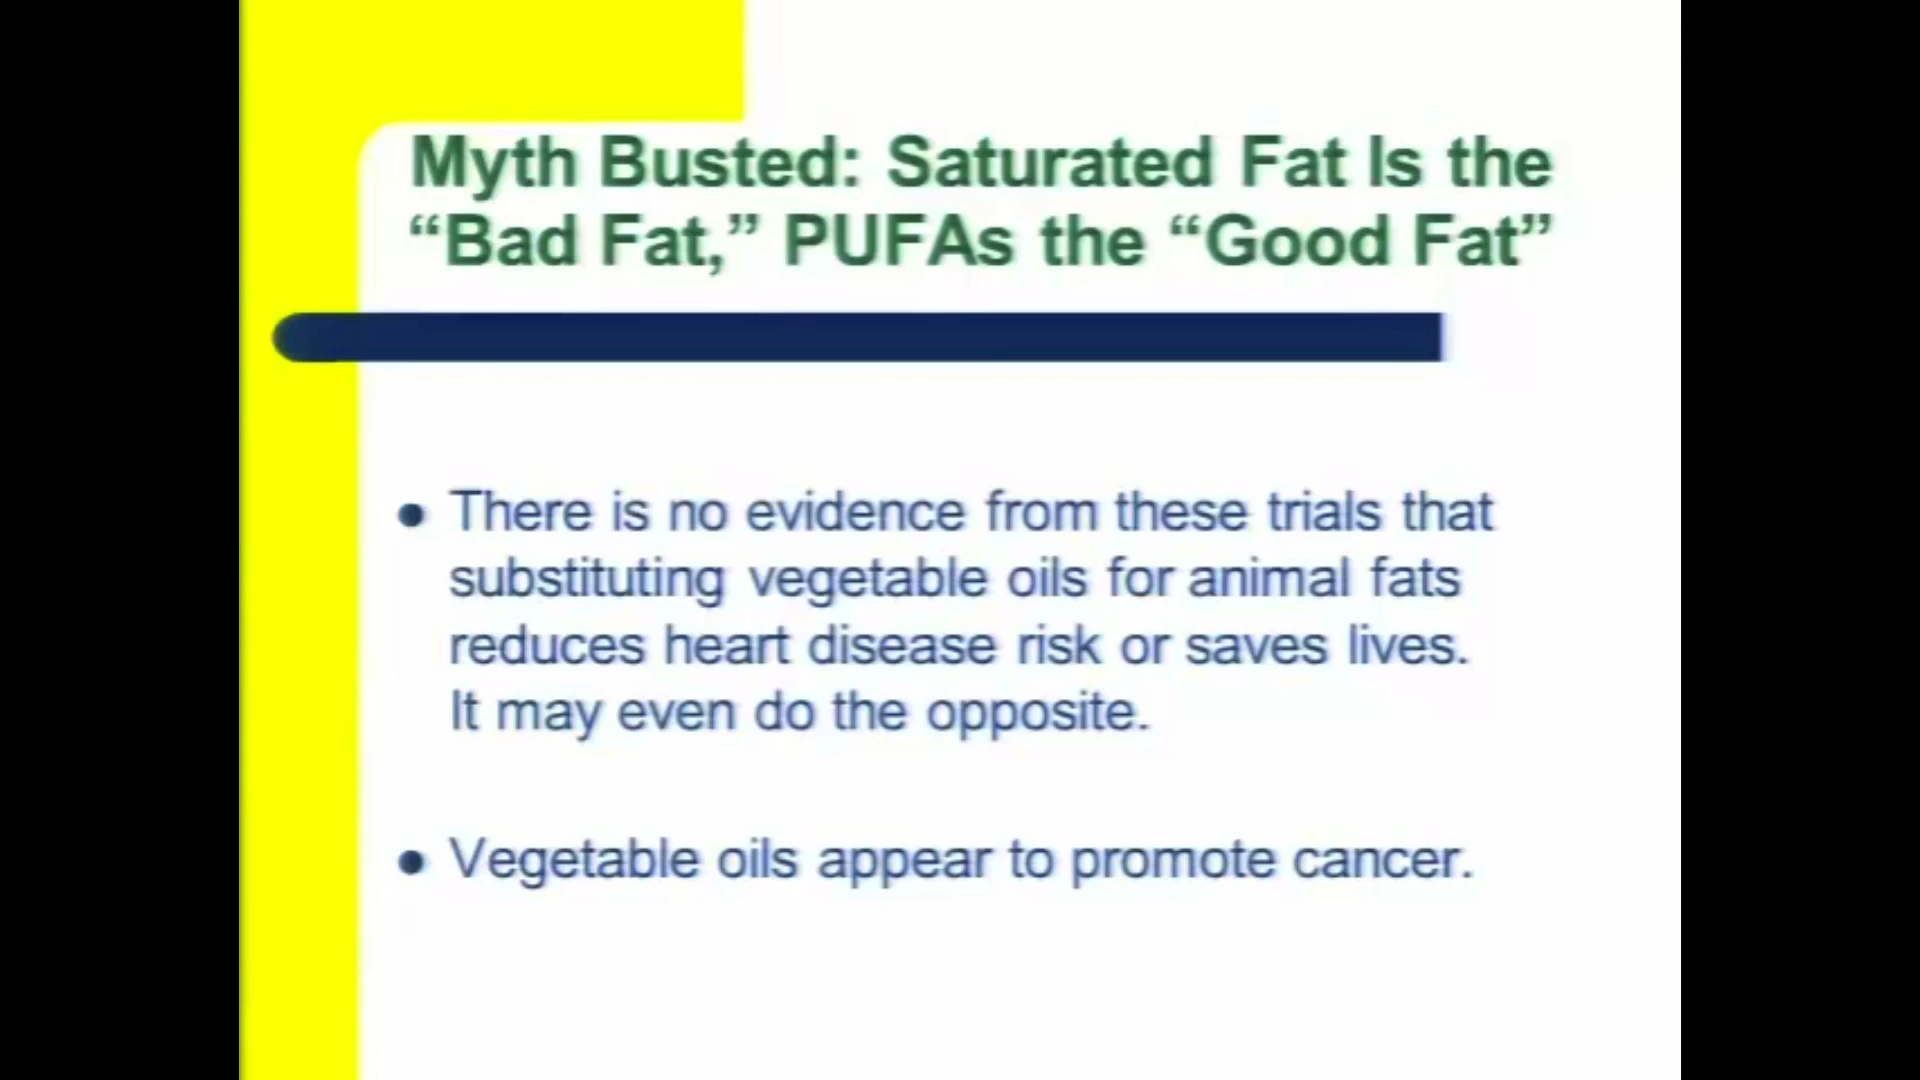 Myth Busted: Saturated Fat Is the
“Bad Fat,” PUFAs the “Good Fat”
• There is no evidence from these trials that
substituting vegetable oils for animal fats
reduces heart disease risk or saves lives.
It may even do the opposite.
• Vegetable oils appear to promote cancer.